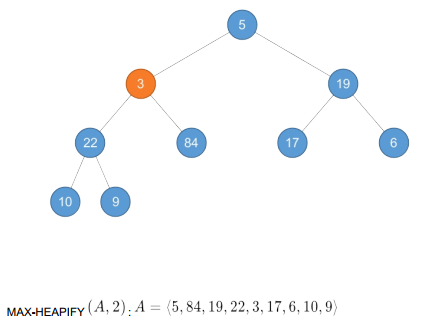 5
3 19
22 84 17 6
10 9
MAX-HEAPIFY (A, 2) : A = ⟨5, 84, 19, 22, 3, 17, 6, 10, 9⟩